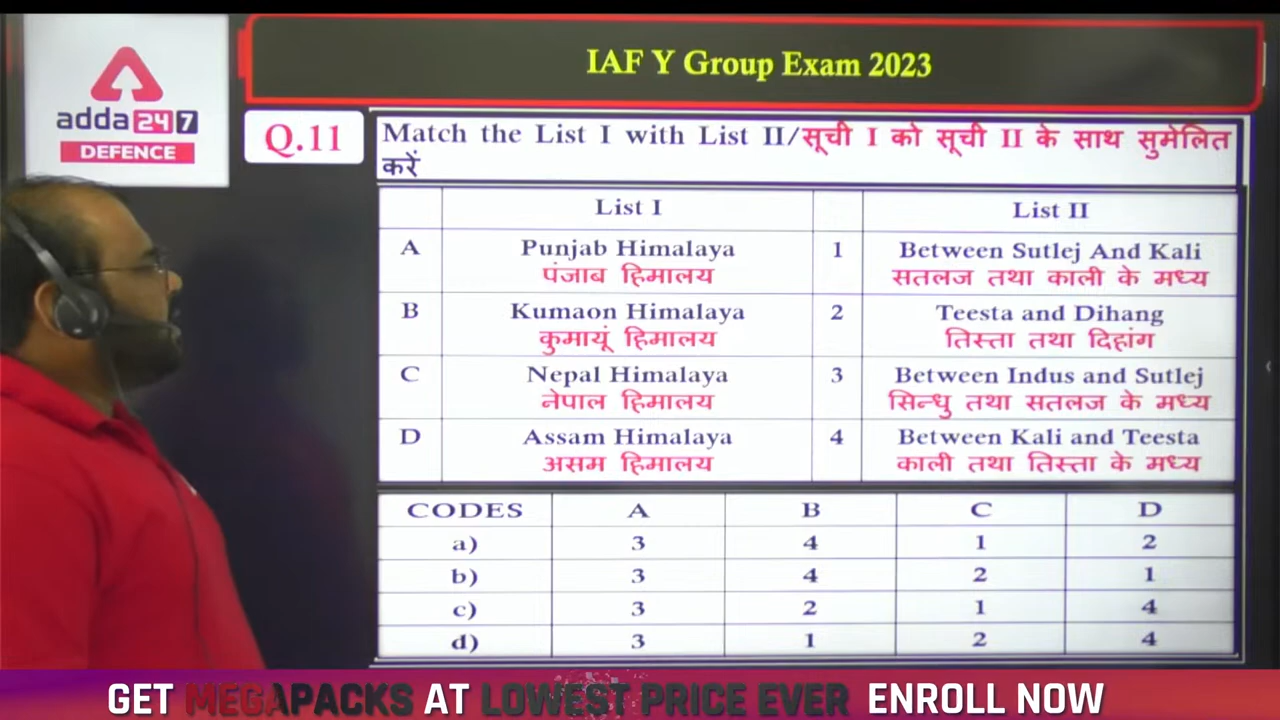 IAF Y Group Exam 2023
adda 24 7
DEFENCE
Q.11
Match the List I with List II/सूची I को सूची II के साथ सुमेलित
करें
List I List II
A Punjab Himalaya 1 Between Sutlej And Kali
पंजाब हिमालय सतलज तथा काली के मध्य
B Kumaon Himalaya 2 Teesta and Dihang
कुमायूं हिमालय तिस्ता तथा दिहांग
C Nepal Himalaya 3 Between Indus and Sutlej
नेपाल हिमालय सिन्धु तथा सतलज के मध्य
D Assam Himalaya 4 Between Kali and Teesta
असम हिमालय काली तथा तिस्ता के मध्य
CODES A B C D
a) 3 4 1 2
b) 3 4 2 1
c) 3 2 1 4
d) 3 1 2 4
GET MEGAPACKS AT LOWEST PRICE EVER ENROLL NOW